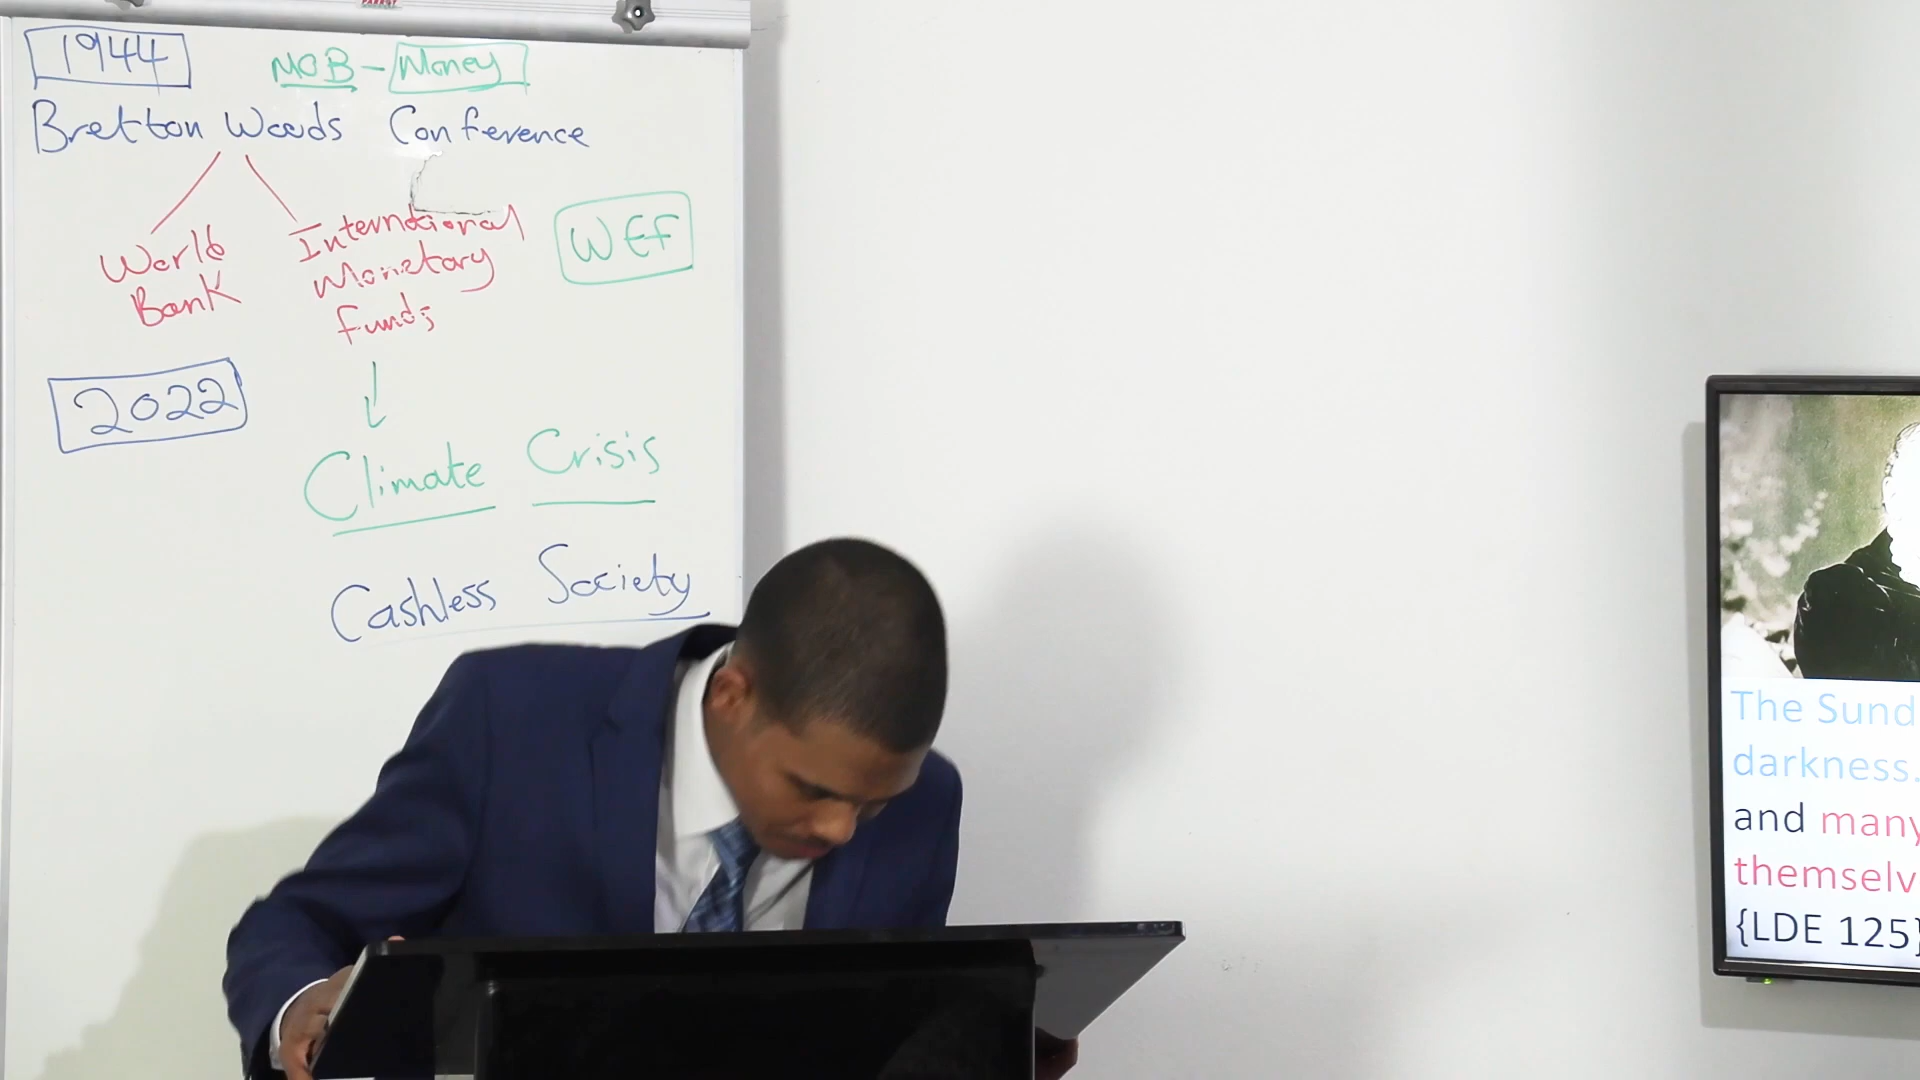 1944
MOB - Money
Bretton Woods Conference
World
Bank
International
Monetary
Funds
WEF
2022
Climate Crisis
Cashless Society
The Sund
darkness.
and many
themselv
{LDE 125}